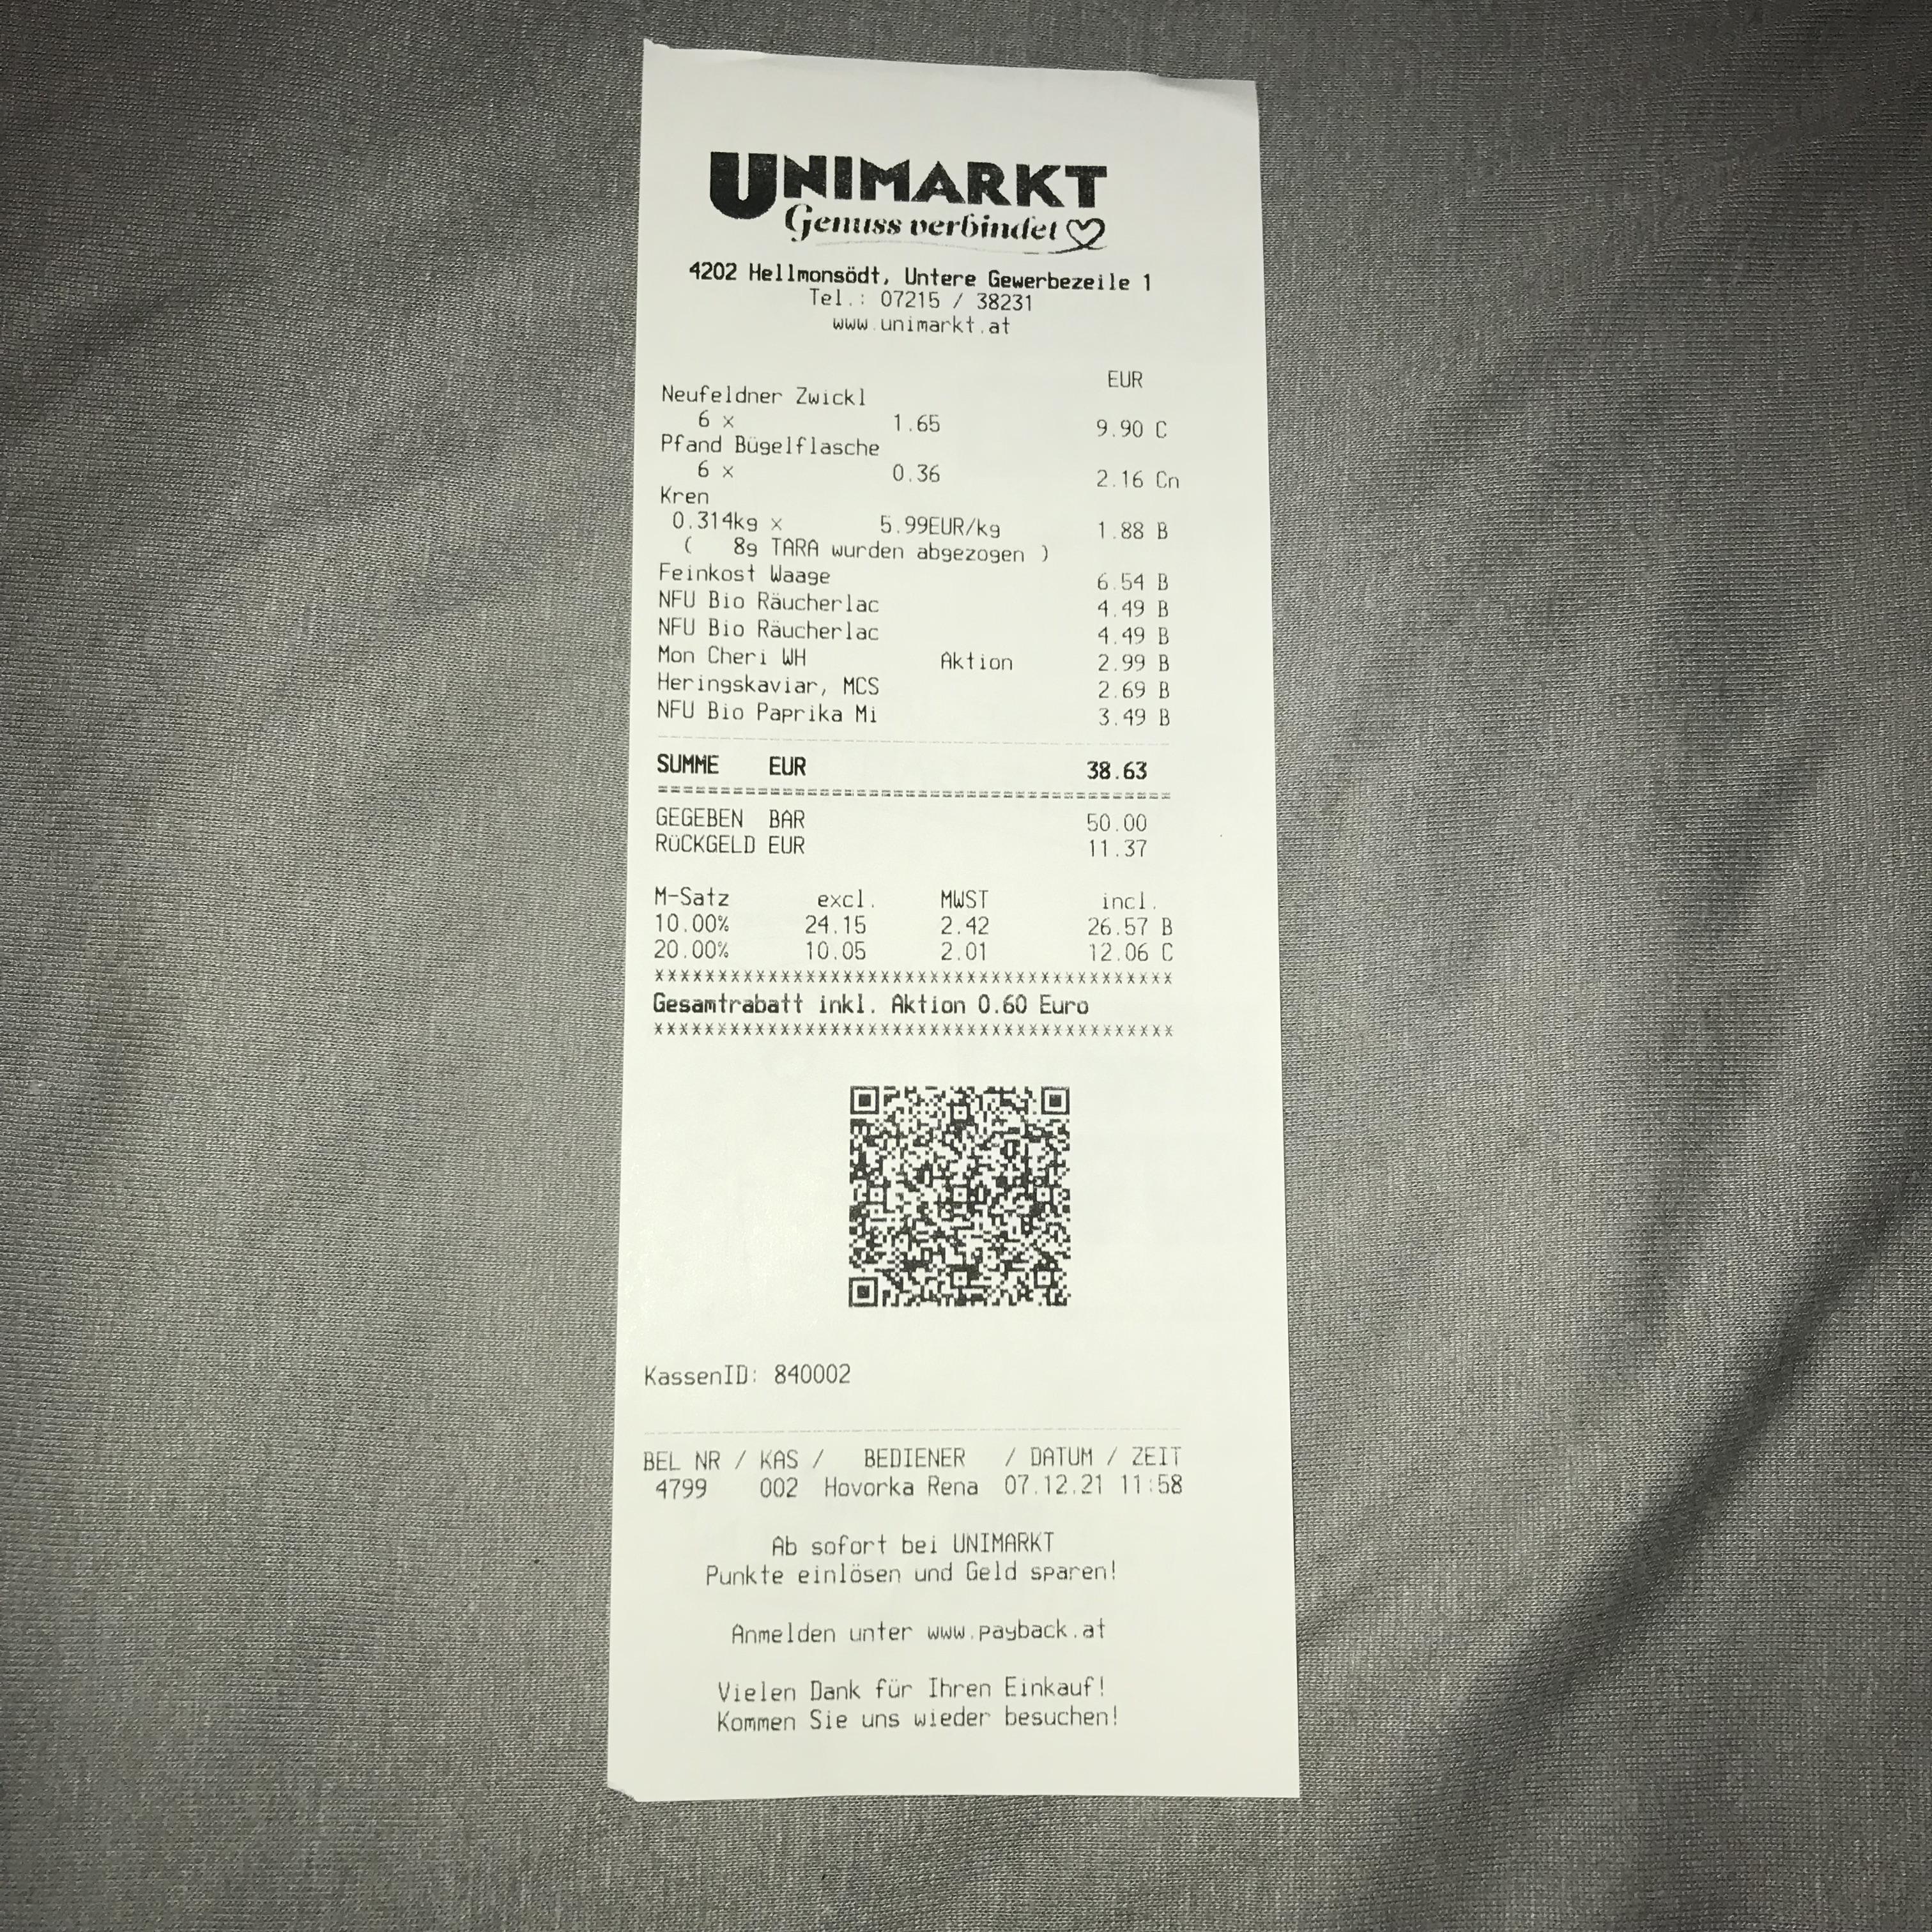 UNIMARKT
Genuss verbindet
4202 Hellmonsödt, Untere Gewerbezeile 1
Tel.: 07215 / 38231
www.unimarkt.at
EUR
Neufeldner Zwickl
6 x 1.65 9.90 C
Pfand Bügelflasche
6 x 0.36 2.16 Cn
Kren
0.314kg x 5.99EUR/kg 1.88 B
( 8g TARA wurden abgezogen )
Feinkost Waage 6.54 B
NFU Bio Räucherlac 4.49 B
NFU Bio Räucherlac 4.49 B
Mon Cheri WH Aktion 2.99 B
Heringskaviar, MCS 2.69 B
NFU Bio Paprika Mi 3.49 B
SUMME EUR 38.63
GEGEBEN BAR 50.00
RÜCKGELD EUR 11.37
M-Satz excl. MWST incl.
10.00% 24.15 2.42 26.57 B
20.00% 10.05 2.01 12.06 C
******************************************
Gesamtrabatt inkl. Aktion 0.60 Euro
******************************************
KassenID: 840002
BEL NR / KAS / BEDIENER / DATUM / ZEIT
4799 002 Hovorka Rena 07.12.21 11:58
Ab sofort bei UNIMARKT
Punkte einlösen und Geld sparen!
Anmelden unter www.payback.at
Vielen Dank für Ihren Einkauf!
Kommen Sie uns wieder besuchen!